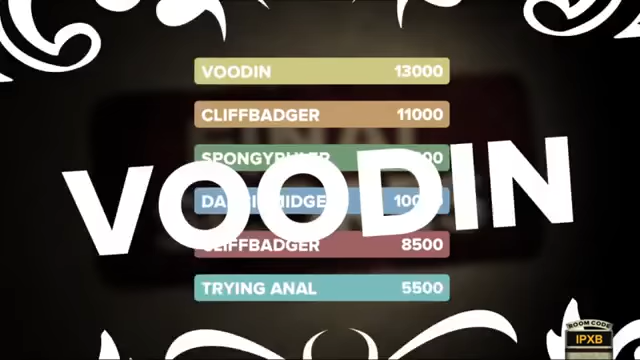 VOODIN 13000
CLIFFBADGER 11000
VOODIN
CLIFFBADGER 8500
TRYING ANAL 5500
ROOM CODE
IPXB